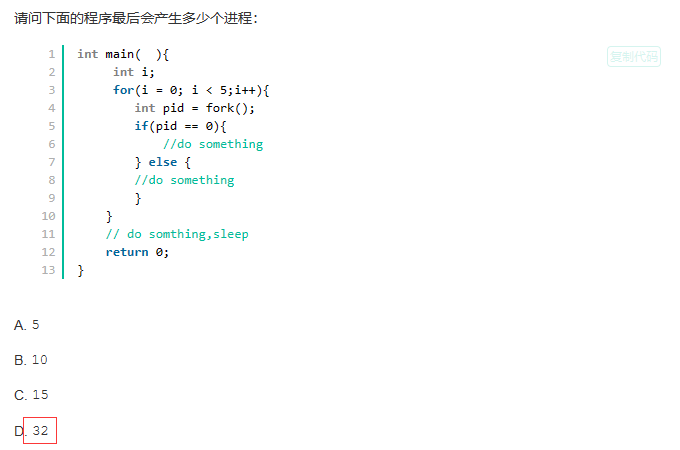 请问下面的程序最后会产生多少个进程：
复制代码
1 int main(  ){
2 int i;
3 for(i = 0; i < 5;i++){
4 int pid = fork();
5 if(pid == 0){
6 //do something
7 } else {
8 //do something
9 }
10 }
11 // do somthing,sleep
12 return 0;
13 }
A. 5
B. 10
C. 15
D. 32